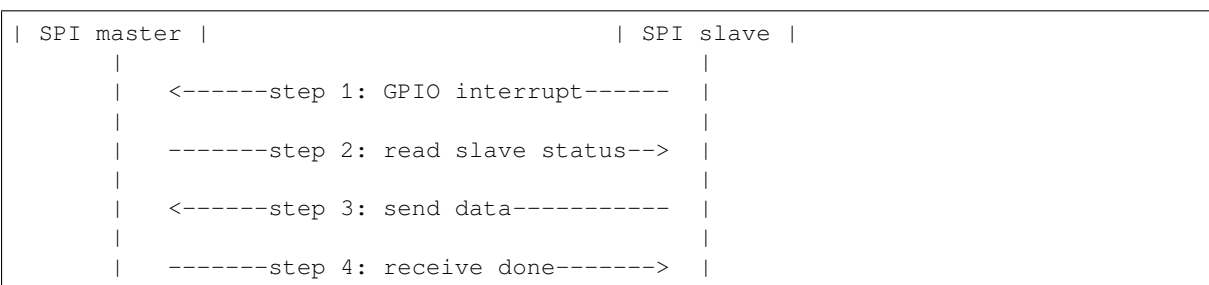 | SPI master |                                 | SPI slave |
       |                                               |
       |   <------step 1: GPIO interrupt------  |
       |                                               |
       |   -------step 2: read slave status-->  |
       |                                               |
       |   <------step 3: send data-----------  |
       |                                               |
       |   -------step 4: receive done------->  |